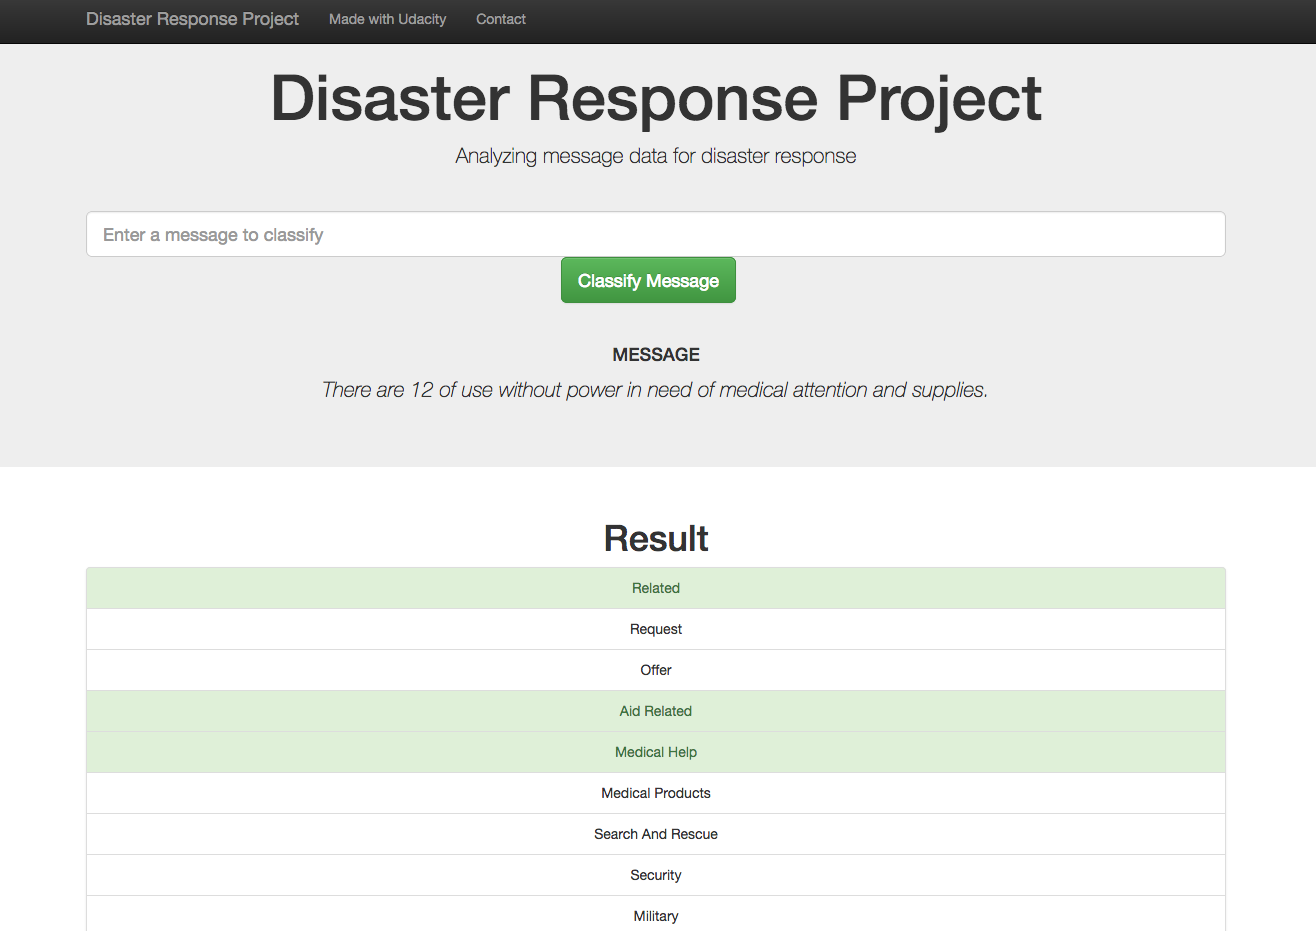 Disaster Response Project Made with Udacity Contact
Disaster Response Project
Analyzing message data for disaster response
Enter a message to classify
Classify Message
MESSAGE
There are 12 of use without power in need of medical attention and supplies.
Result
Related
Request
Offer
Aid Related
Medical Help
Medical Products
Search And Rescue
Security
Military